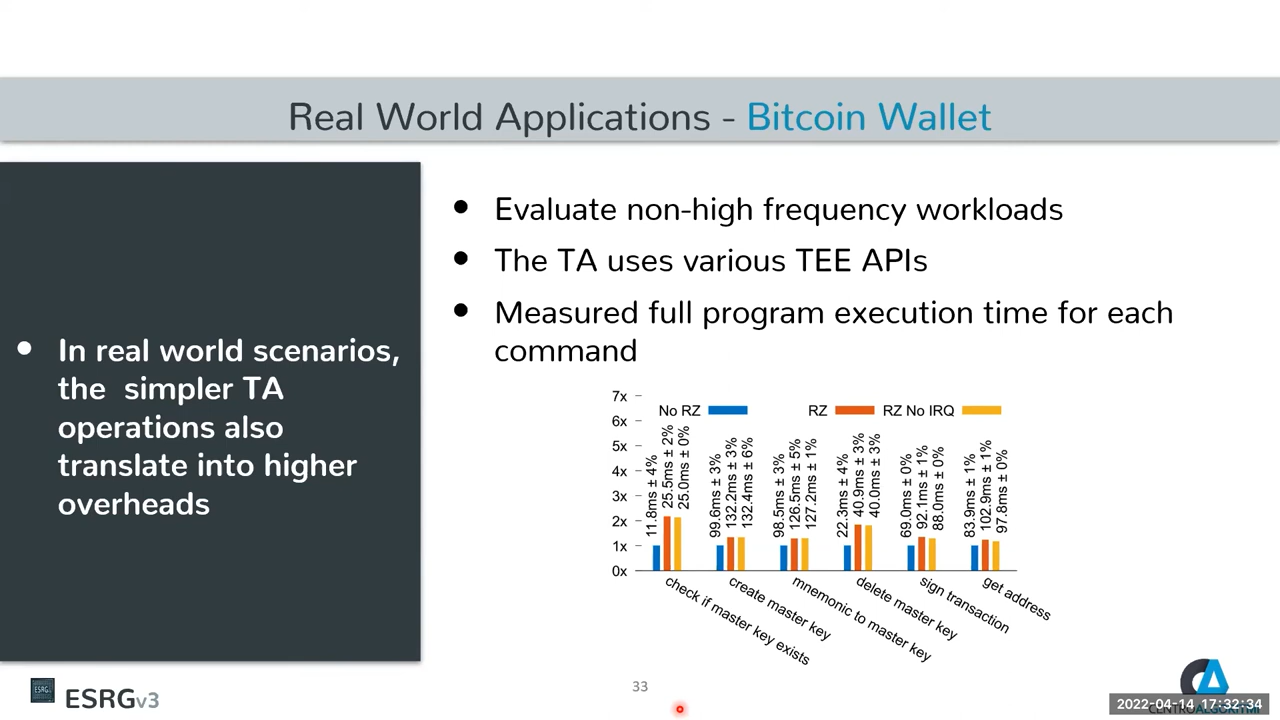 Real World Applications - Bitcoin Wallet
In real world scenarios,
the simpler TA
operations also
translate into higher
overheads
Evaluate non-high frequency workloads
The TA uses various TEE APIs
Measured full program execution time for each
command
7x
6x
5x
4x
3x
2x
1x
0x
No RZ
RZ
RZ No IRQ
11.8ms ± 4%
25.5ms ± 2%
25.0ms ± 0%
99.6ms ± 3%
132.2ms ± 3%
132.4ms ± 6%
98.5ms ± 3%
126.5ms ± 5%
127.2ms ± 1%
22.3ms ± 4%
40.9ms ± 3%
40.0ms ± 3%
69.0ms ± 0%
92.1ms ± 1%
88.0ms ± 0%
83.9ms ± 1%
102.9ms ± 1%
97.8ms ± 0%
check if master key exists
create master key
mnemonic to master key
delete master key
sign transaction
get address
ESRG
ESRGv3
33
CA
2022-04-14 17:32:34